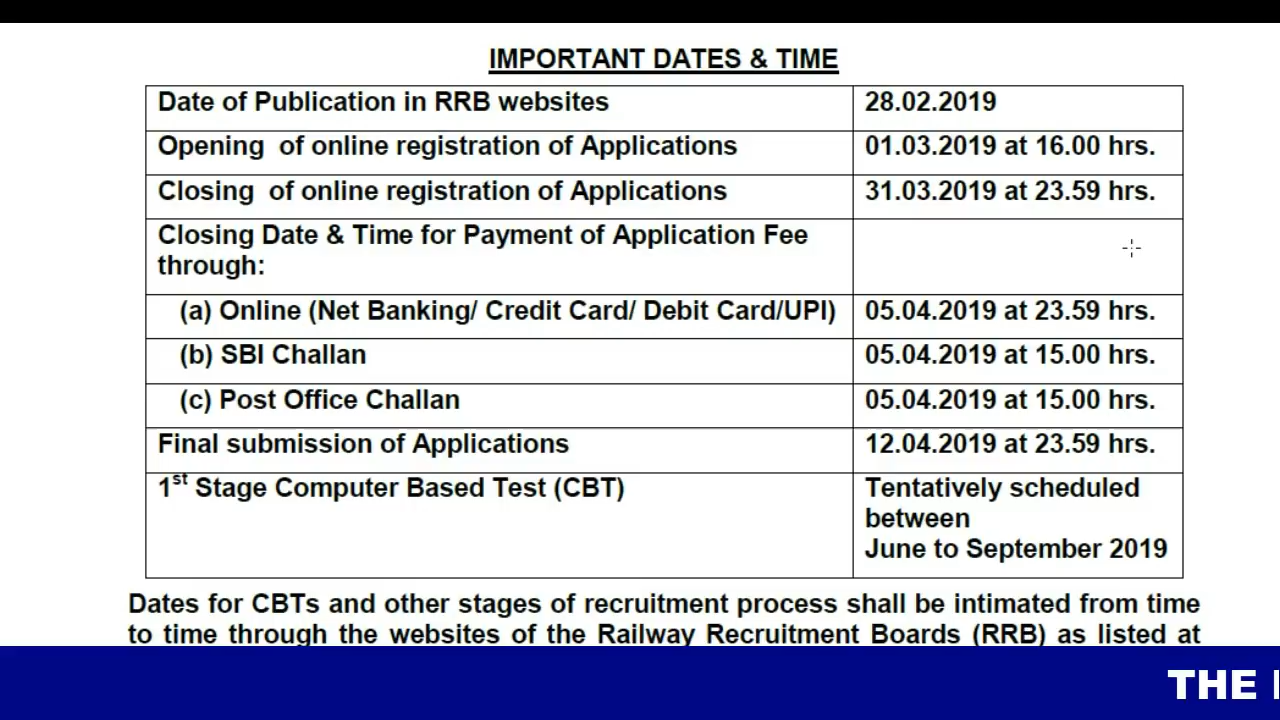 IMPORTANT DATES & TIME
Date of Publication in RRB websites 28.02.2019
Opening of online registration of Applications 01.03.2019 at 16.00 hrs.
Closing of online registration of Applications 31.03.2019 at 23.59 hrs.
Closing Date & Time for Payment of Application Fee
through:
(a) Online (Net Banking/ Credit Card/ Debit Card/UPI) 05.04.2019 at 23.59 hrs.
(b) SBI Challan 05.04.2019 at 15.00 hrs.
(c) Post Office Challan 05.04.2019 at 15.00 hrs.
Final submission of Applications 12.04.2019 at 23.59 hrs.
1st Stage Computer Based Test (CBT) Tentatively scheduled
between
June to September 2019
Dates for CBTs and other stages of recruitment process shall be intimated from time
to time through the websites of the Railway Recruitment Boards (RRB) as listed at
THE